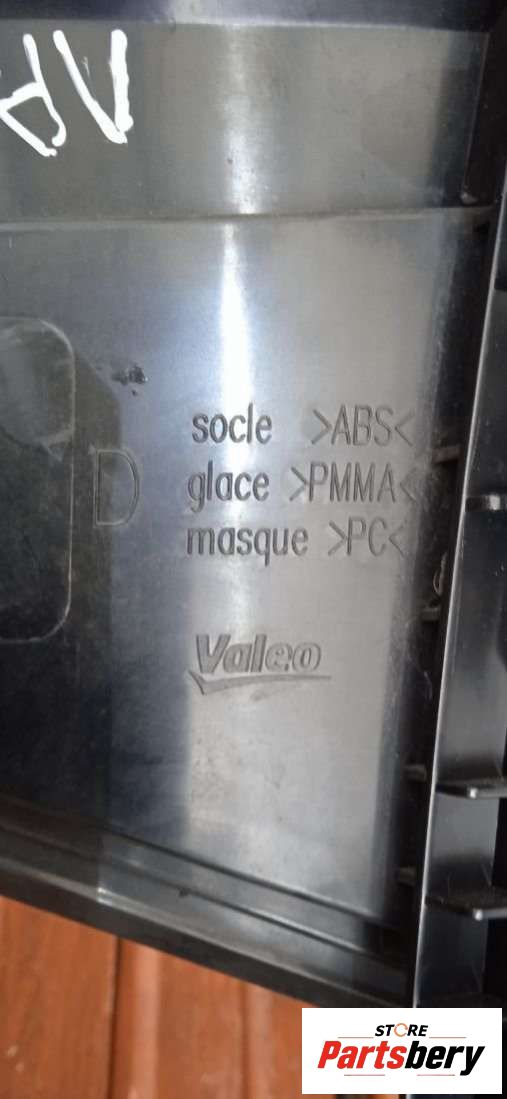 socle >ABS<
D glace >PMMA<
masque >PC<
Valeo
STORE
Partsbery